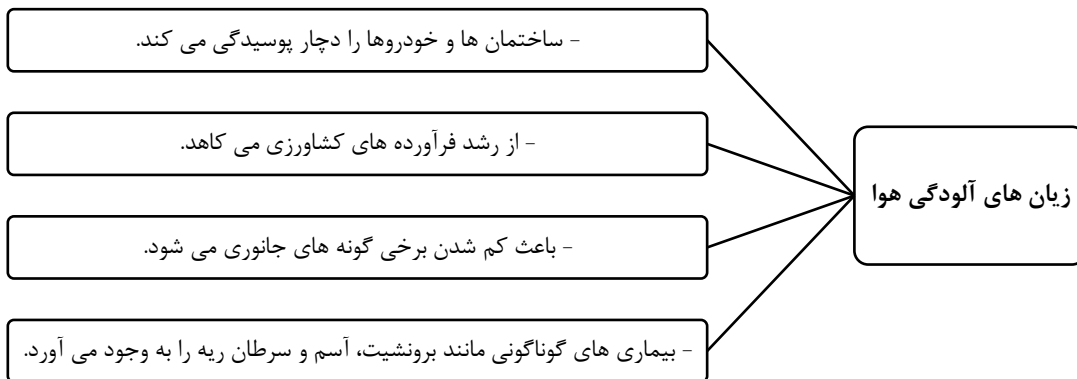 زیان های آلودگی هوا
- ساختمان ها و خودروها را دچار پوسیدگی می کند.
- از رشد فرآورده های کشاورزی می کاهد.
- باعث کم شدن برخی گونه های جانوری می شود.
- بیماری های گوناگونی مانند برونشیت، آسم و سرطان ریه را به وجود می آورد.